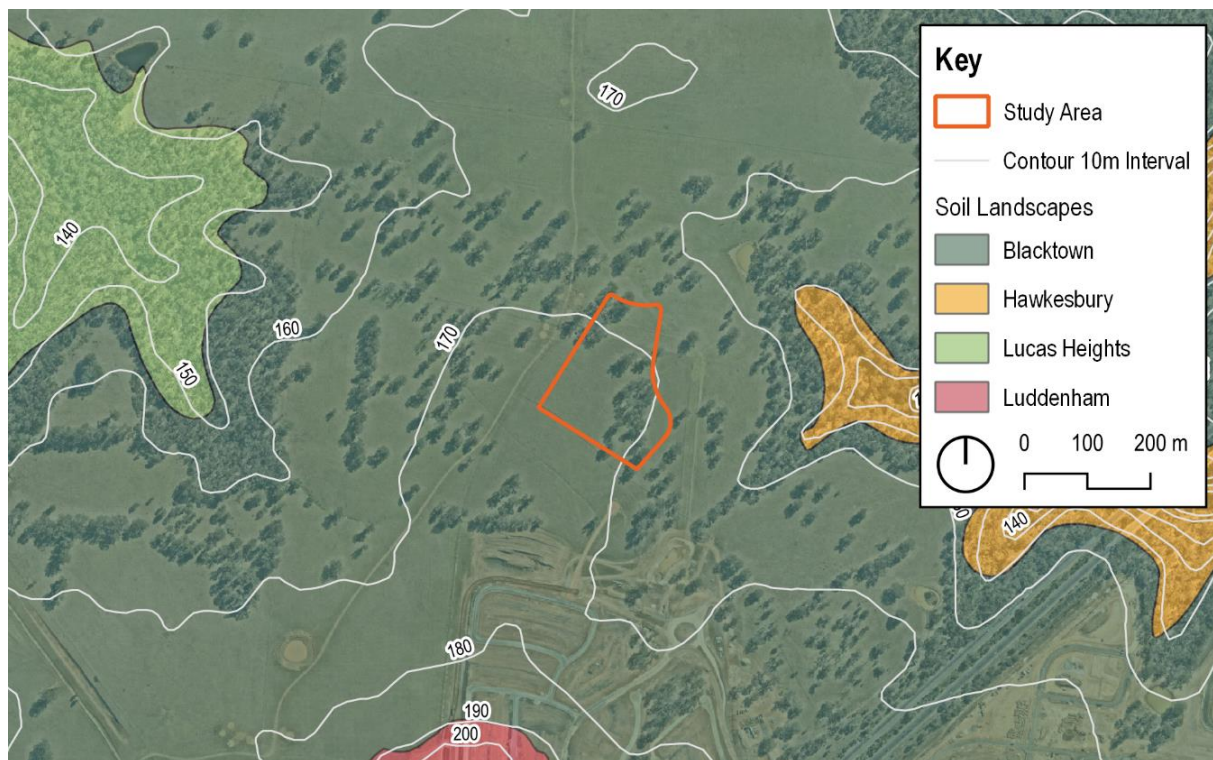 170
Key
Study Area
Contour 10m Interval
Soil Landscapes
Blacktown
Hawkesbury
Lucas Heights
Luddenham
0 100 200 m
140
160
170
150
140
180
190
200